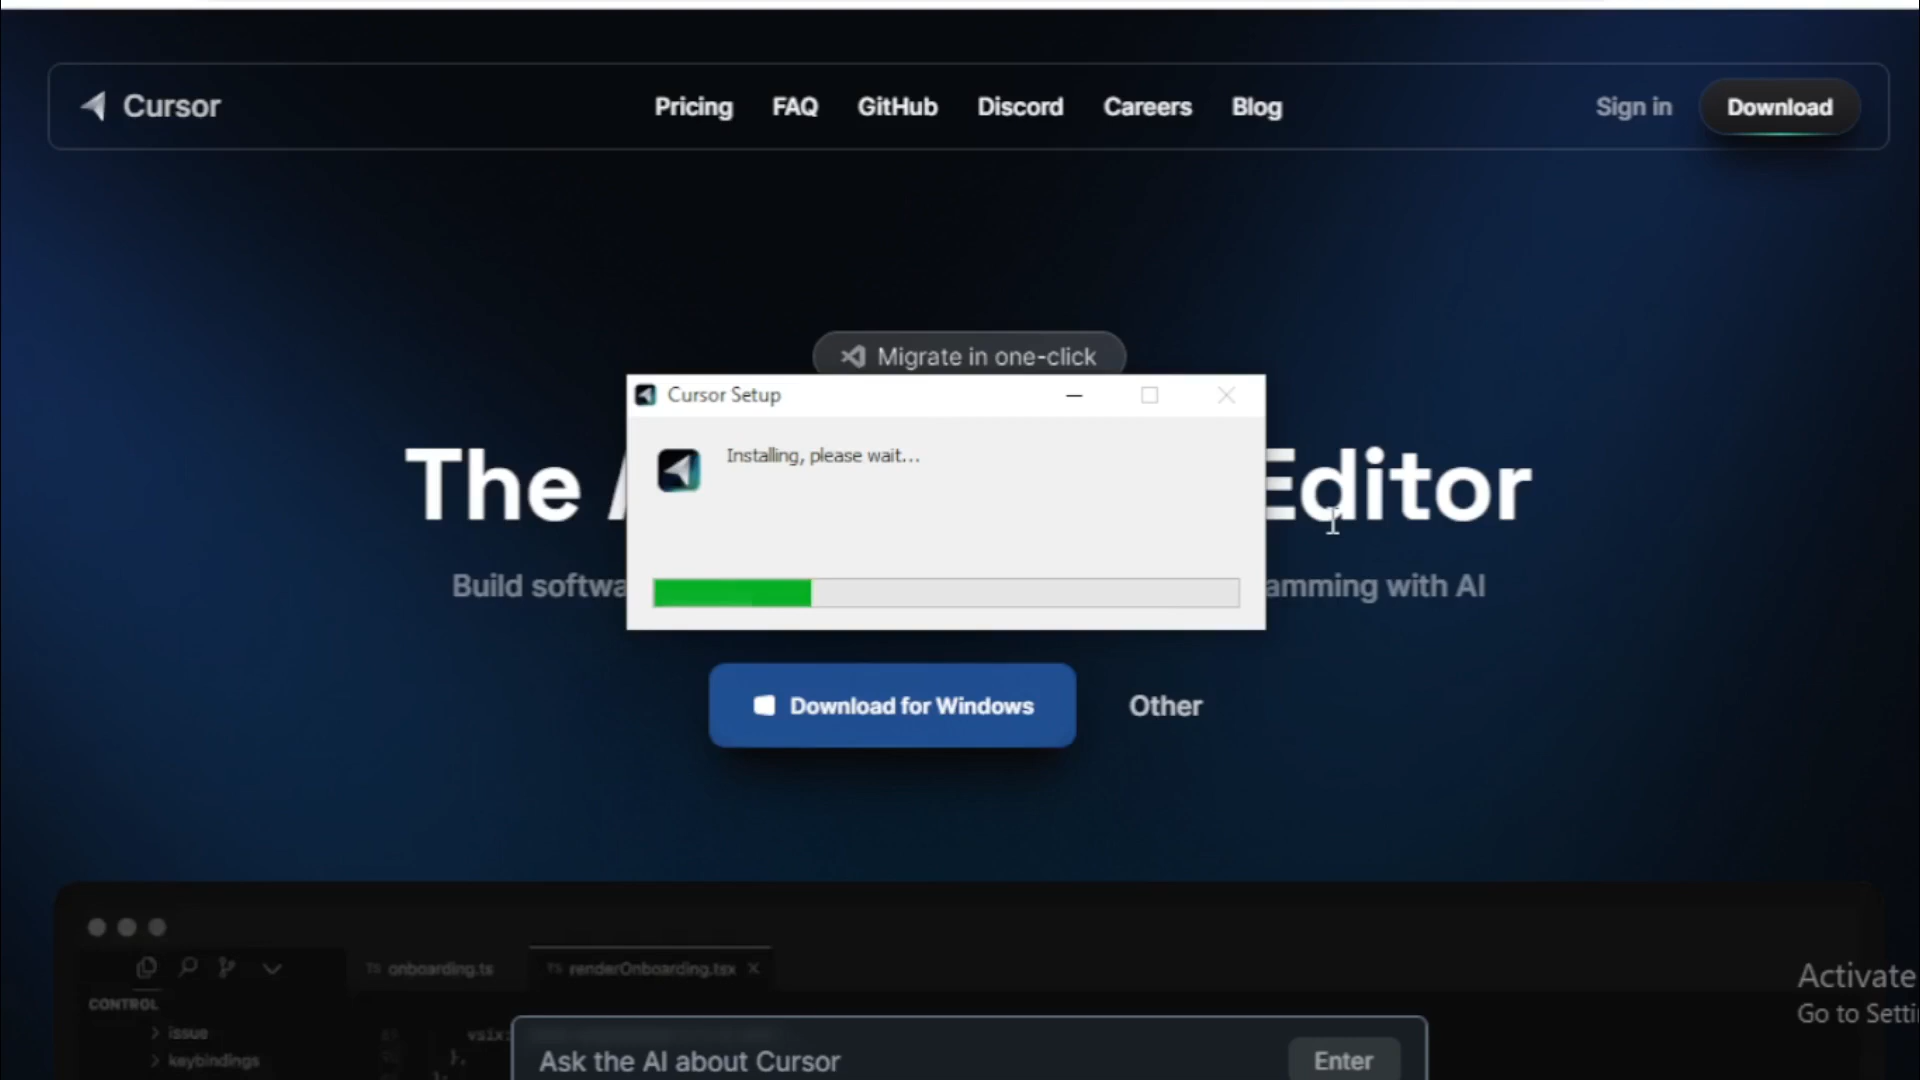 Cursor
Pricing FAQ GitHub Discord Careers Blog
Sign in Download
Migrate in one-click
Cursor Setup
Installing, please wait...
The Editor
Build softwa amming with AI
Download for Windows Other
onboarding.ts renderOnboarding.tsx
CONTROL
issue
keybindings
vsix:
},
Ask the AI about Cursor Enter
Activate
Go to Setti